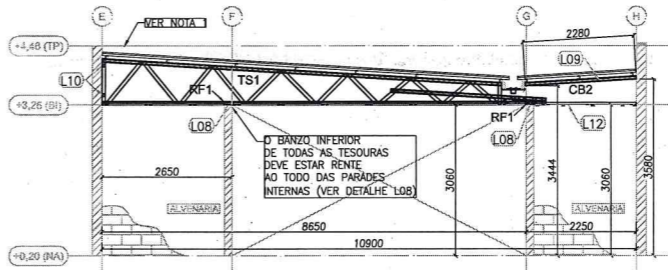 E
F
G
H
VER NOTA
2280
+4,48 (TP)
L09
L10
TS1
RF1
CB2
+3,26 (BI)
L08
RF1
L08
L12
O BANZO INFERIOR
DE TODAS AS TESOURAS
DEVE ESTAR RENTE
AO TODO DAS PARADES
INTERNAS (VER DETALHE L08)
2650
3060
3444
3060
3580
ALVENARIA
ALVENARIA
8650
2250
10900
+0,20 (NA)